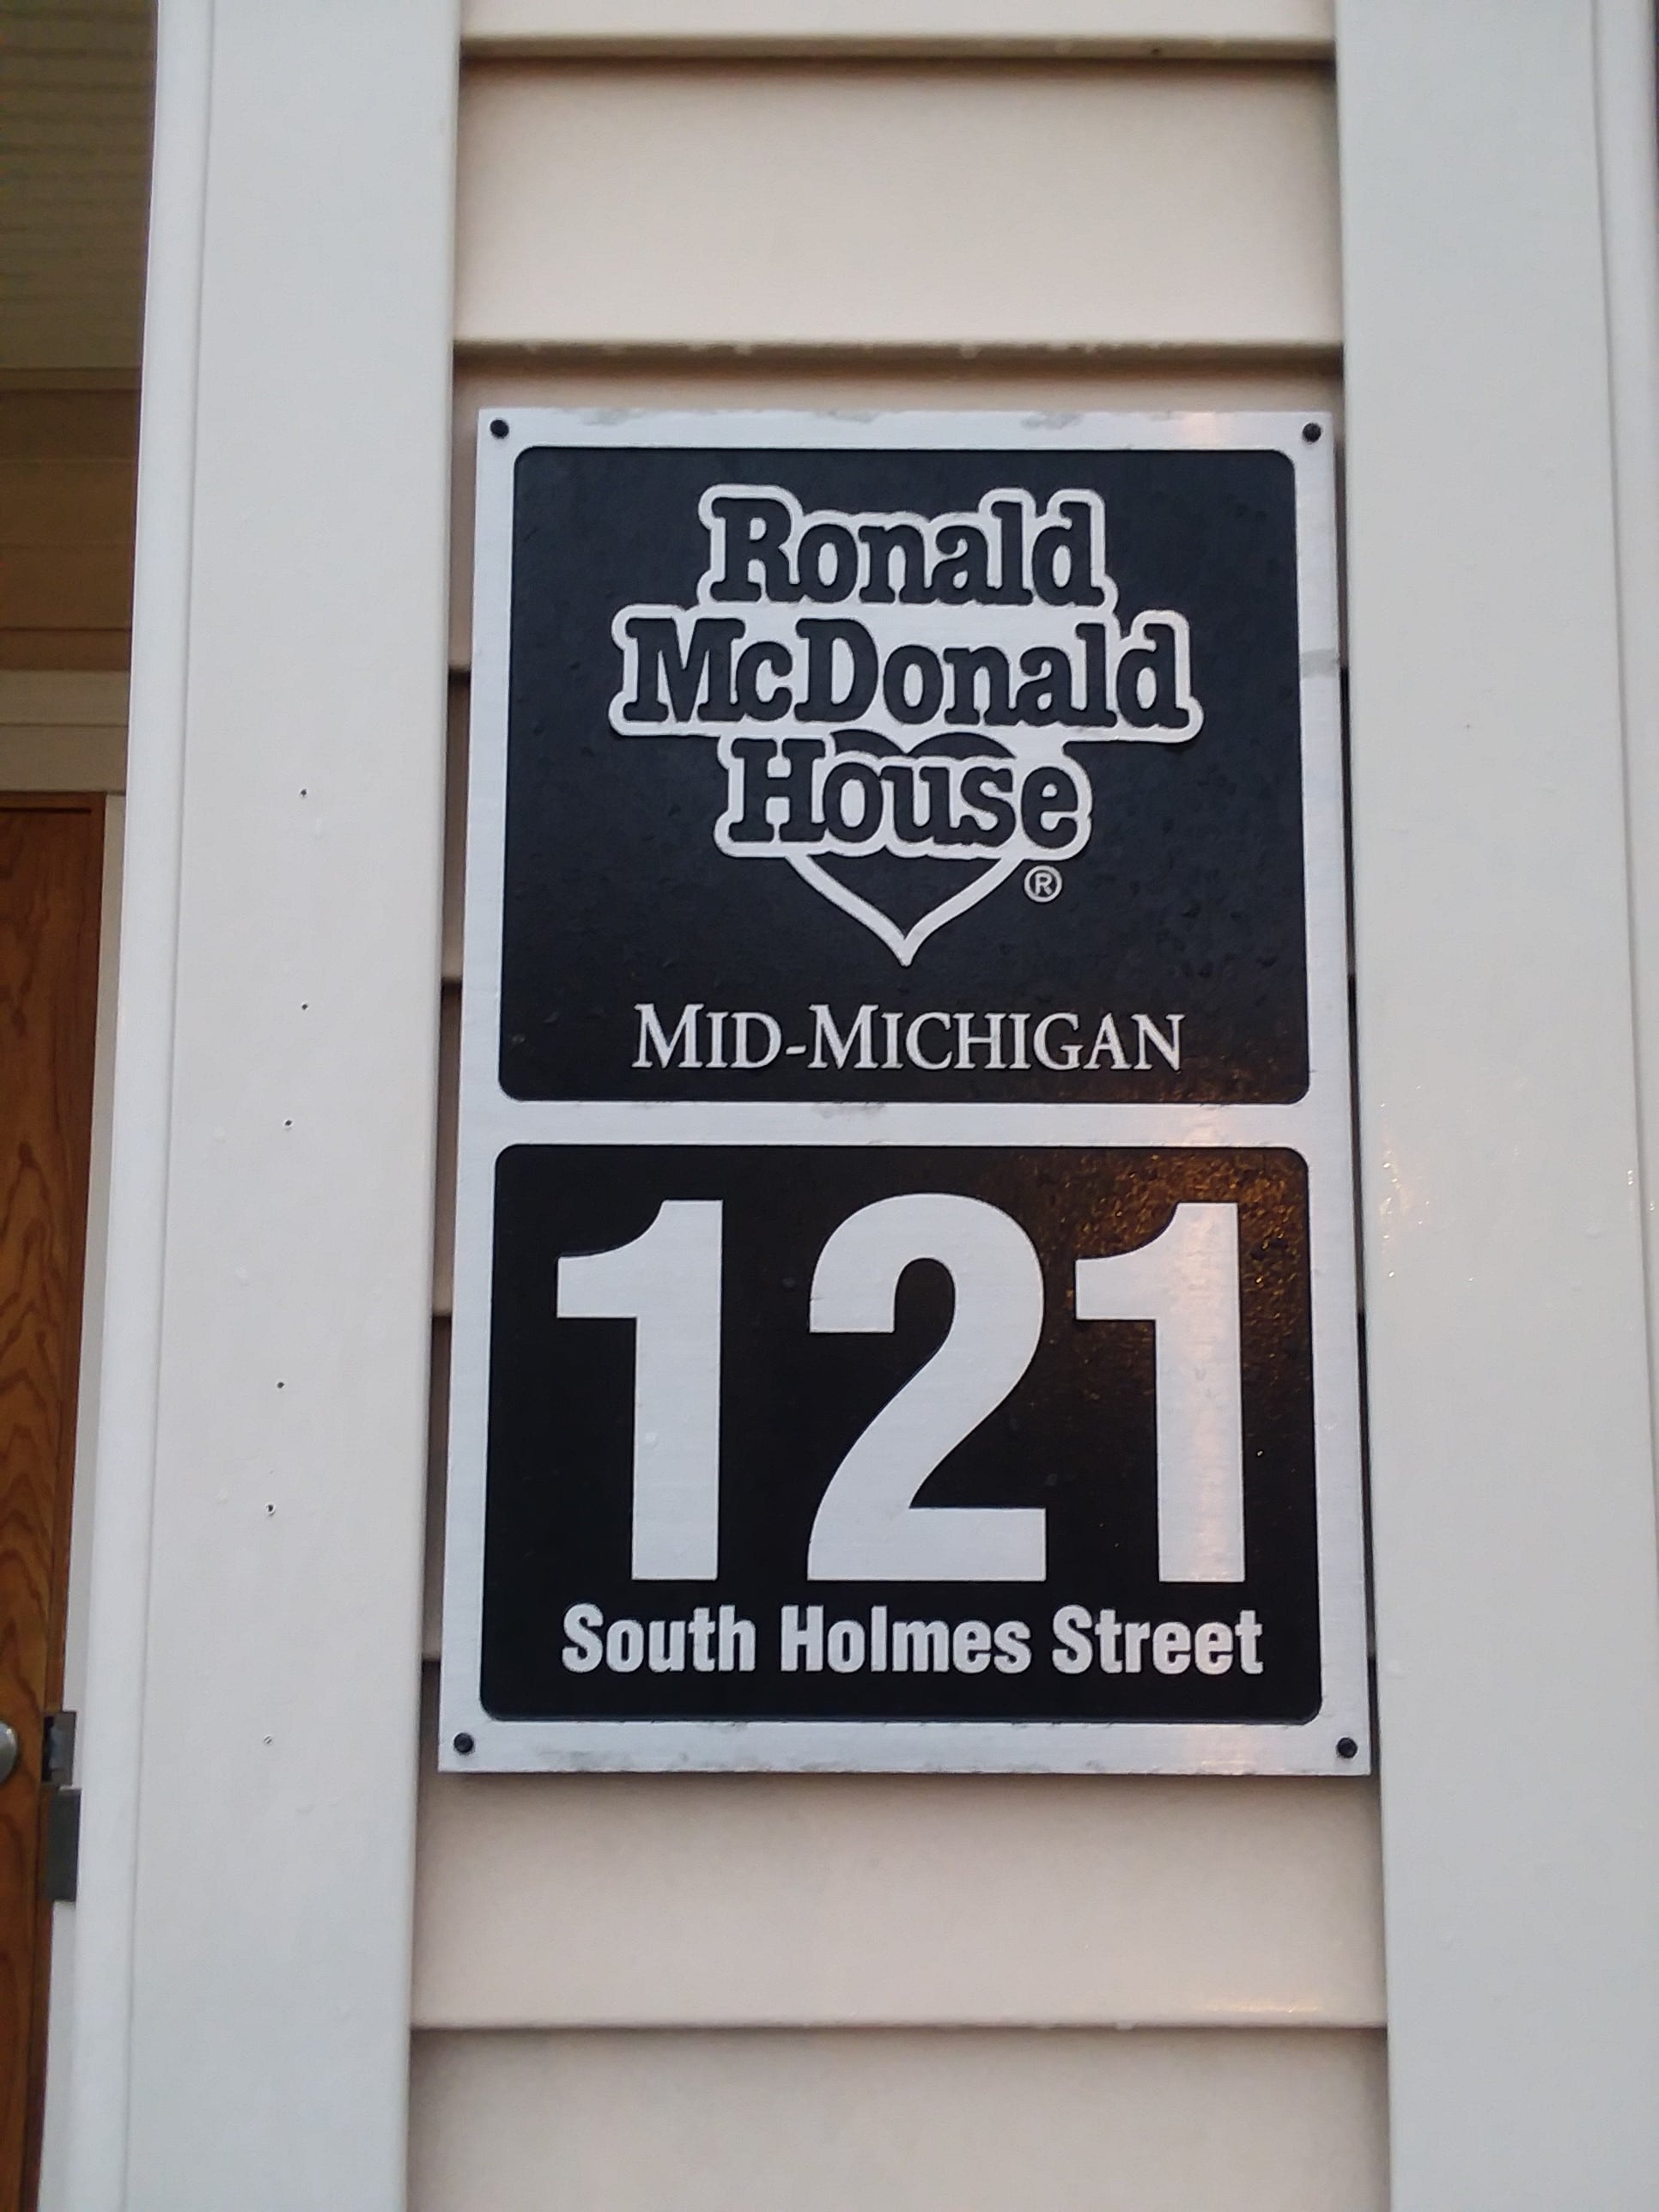 Ronald
McDonald
House
®
MID-MICHIGAN
121
South Holmes Street